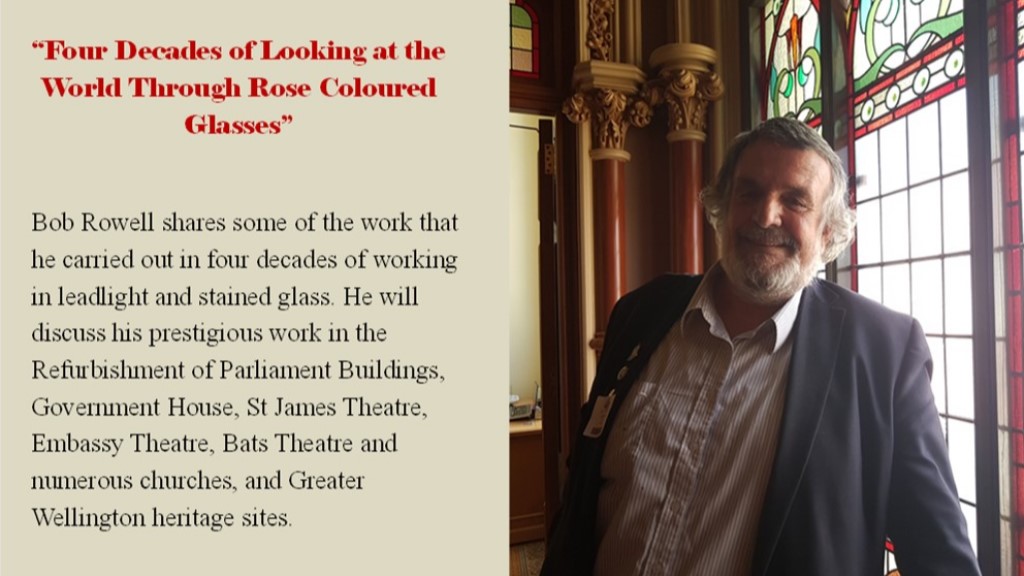 “Four Decades of Looking at the
World Through Rose Coloured
Glasses”
Bob Rowell shares some of the work that
he carried out in four decades of working
in leadlight and stained glass. He will
discuss his prestigious work in the
Refurbishment of Parliament Buildings,
Government House, St James Theatre,
Embassy Theatre, Bats Theatre and
numerous churches, and Greater
Wellington heritage sites.